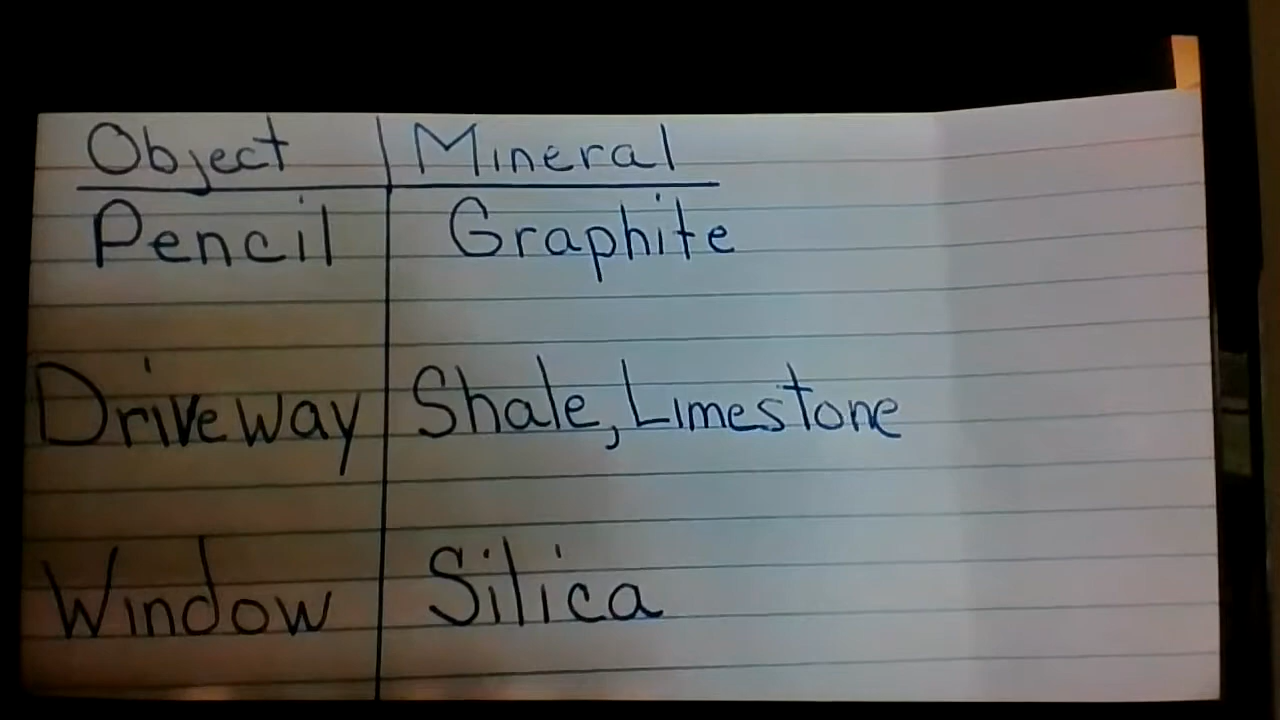 Object | Mineral
Pencil Graphite
Driveway Shale, Limestone
Window Silica